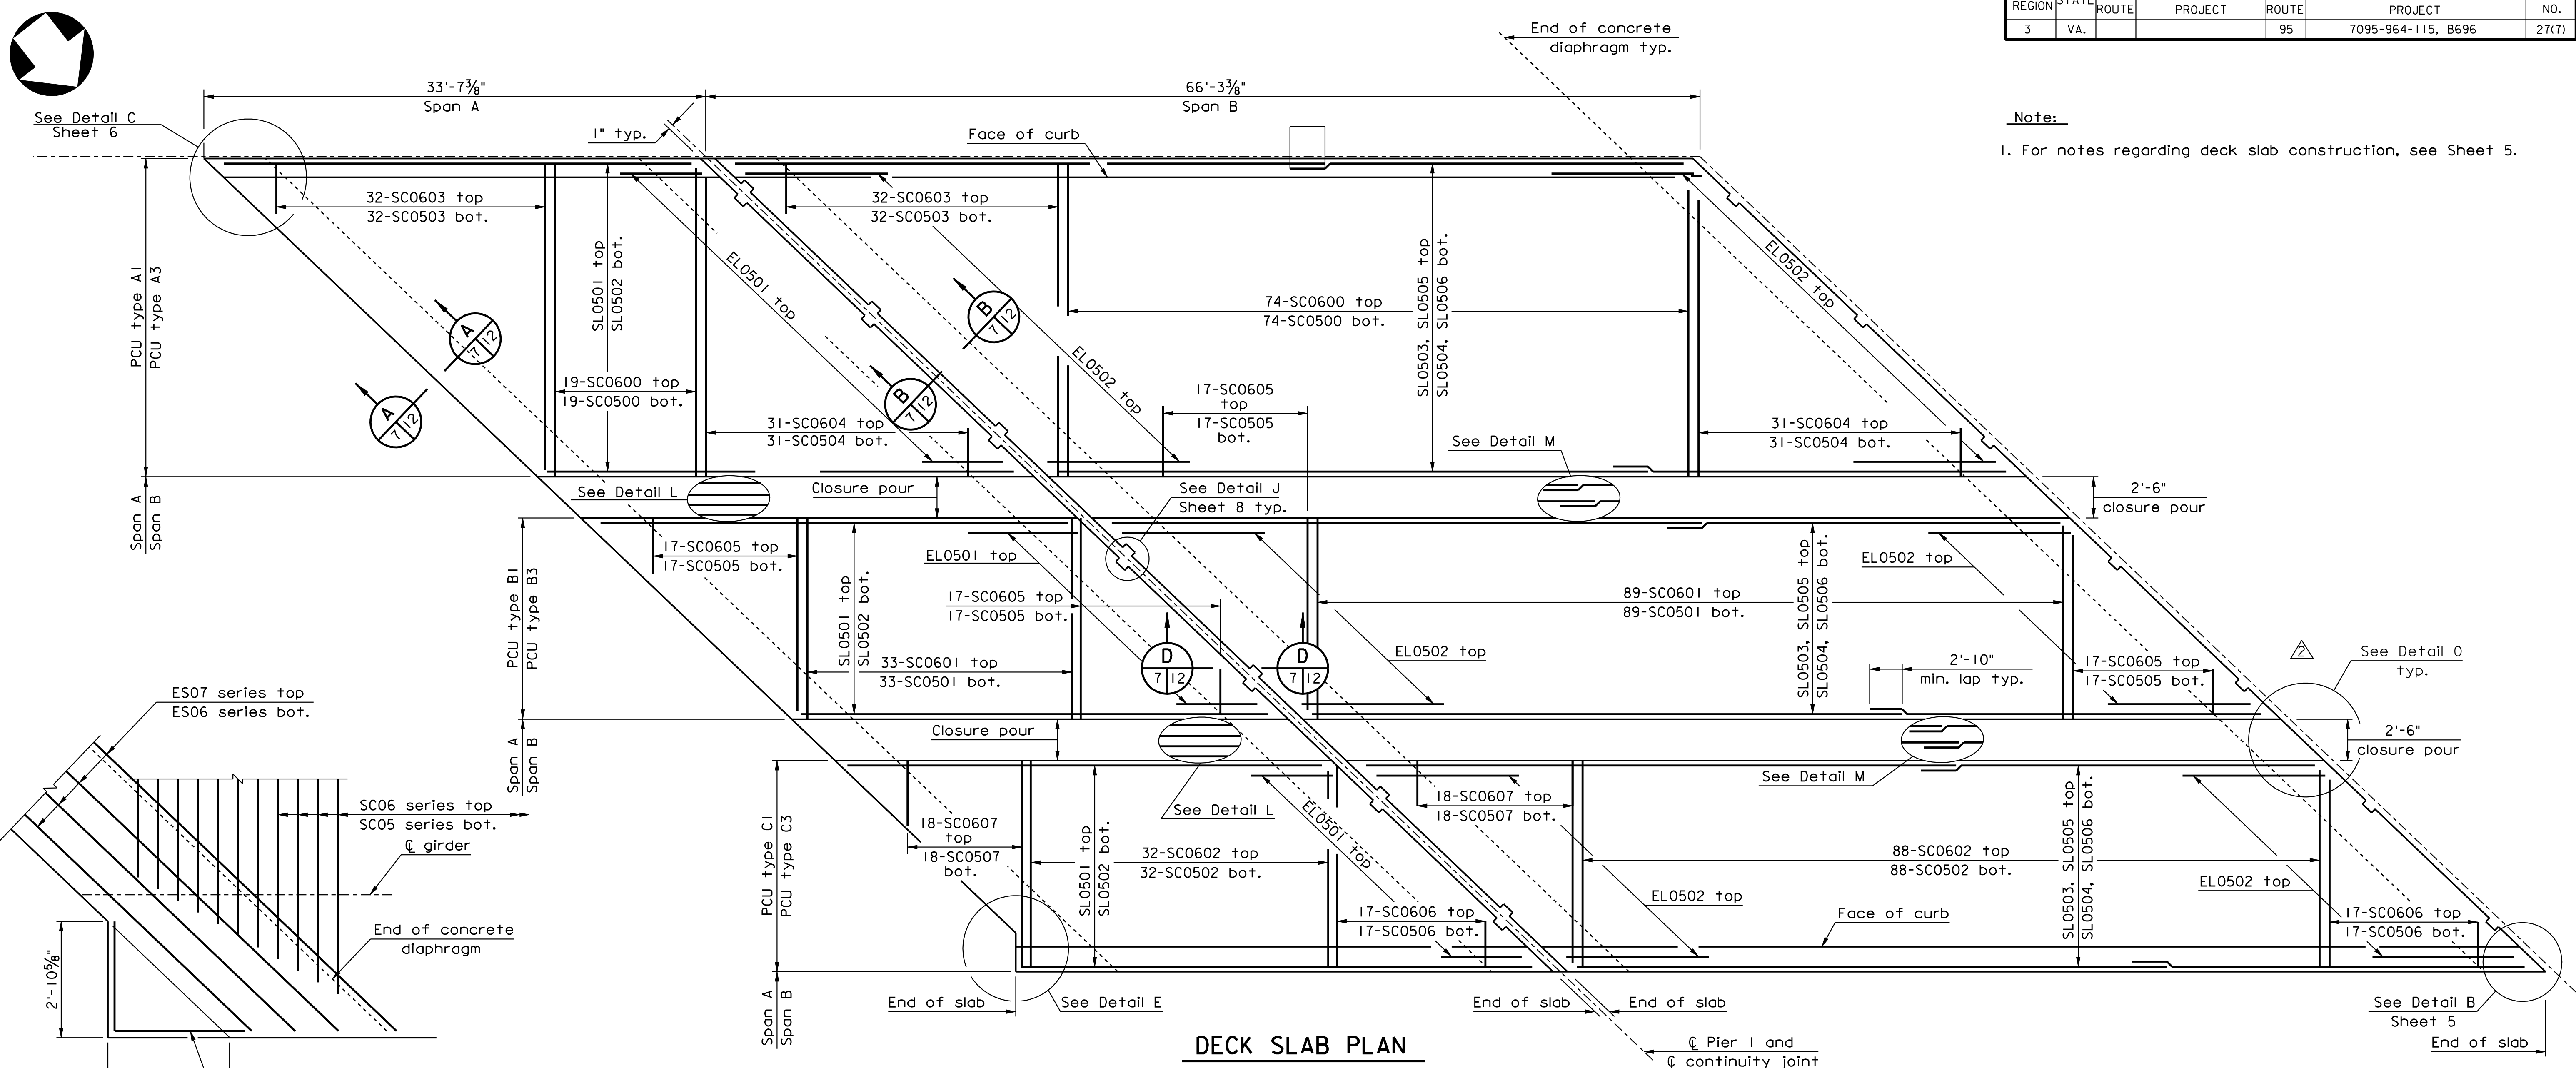 REGION
STATE
ROUTE
PROJECT
ROUTE
PROJECT
NO.
3
VA.
95
7095-964-115, B696
27(7)
Note:
1. For notes regarding deck slab construction, see Sheet 5.
End of concrete
diaphragm typ.
33'-7⅜"
Span A
66'-3⅜"
Span B
See Detail C
Sheet 6
1" typ.
Face of curb
32-SC0603 top
32-SC0503 bot.
32-SC0603 top
32-SC0503 bot.
PCU type A1
PCU type A3
SL0501 top
SL0502 bot.
EL0501 top
EL0502 top
SL0503, SL0505 top
SL0504, SL0506 bot.
EL0502 top
74-SC0600 top
74-SC0500 bot.
A
7
12
A
7
12
B
7
12
B
7
12
19-SC0600 top
19-SC0500 bot.
31-SC0604 top
31-SC0504 bot.
17-SC0605
top
17-SC0505
bot.
See Detail M
31-SC0604 top
31-SC0504 bot.
Span A
Span B
See Detail L
Closure pour
See Detail J
Sheet 8 typ.
2'-6"
closure pour
PCU type B1
PCU type B3
17-SC0605 top
17-SC0505 bot.
SL0501 top
SL0502 bot.
EL0501 top
17-SC0605 top
17-SC0505 bot.
33-SC0601 top
33-SC0501 bot.
D
7
12
D
7
12
EL0502 top
89-SC0601 top
89-SC0501 bot.
SL0503, SL0505 top
SL0504, SL0506 bot.
EL0502 top
2'-10"
min. lap typ.
17-SC0605 top
17-SC0505 bot.
2
See Detail O
typ.
Span A
Span B
Closure pour
2'-6"
closure pour
See Detail M
See Detail L
PCU type C1
PCU type C3
18-SC0607
top
18-SC0507
bot.
SL0501 top
SL0502 bot.
32-SC0602 top
32-SC0502 bot.
EL0501 top
18-SC0607 top
18-SC0507 bot.
17-SC0606 top
17-SC0506 bot.
EL0502 top
88-SC0602 top
88-SC0502 bot.
Face of curb
SL0503, SL0505 top
SL0504, SL0506 bot.
EL0502 top
17-SC0606 top
17-SC0506 bot.
Span A
Span B
End of slab
See Detail E
End of slab
End of slab
See Detail B
Sheet 5
End of slab
℄ Pier 1 and
℄ continuity joint
DECK SLAB PLAN
ES07 series top
ES06 series bot.
SC06 series top
SC05 series bot.
℄ girder
End of concrete
diaphragm
2'-10⅝"